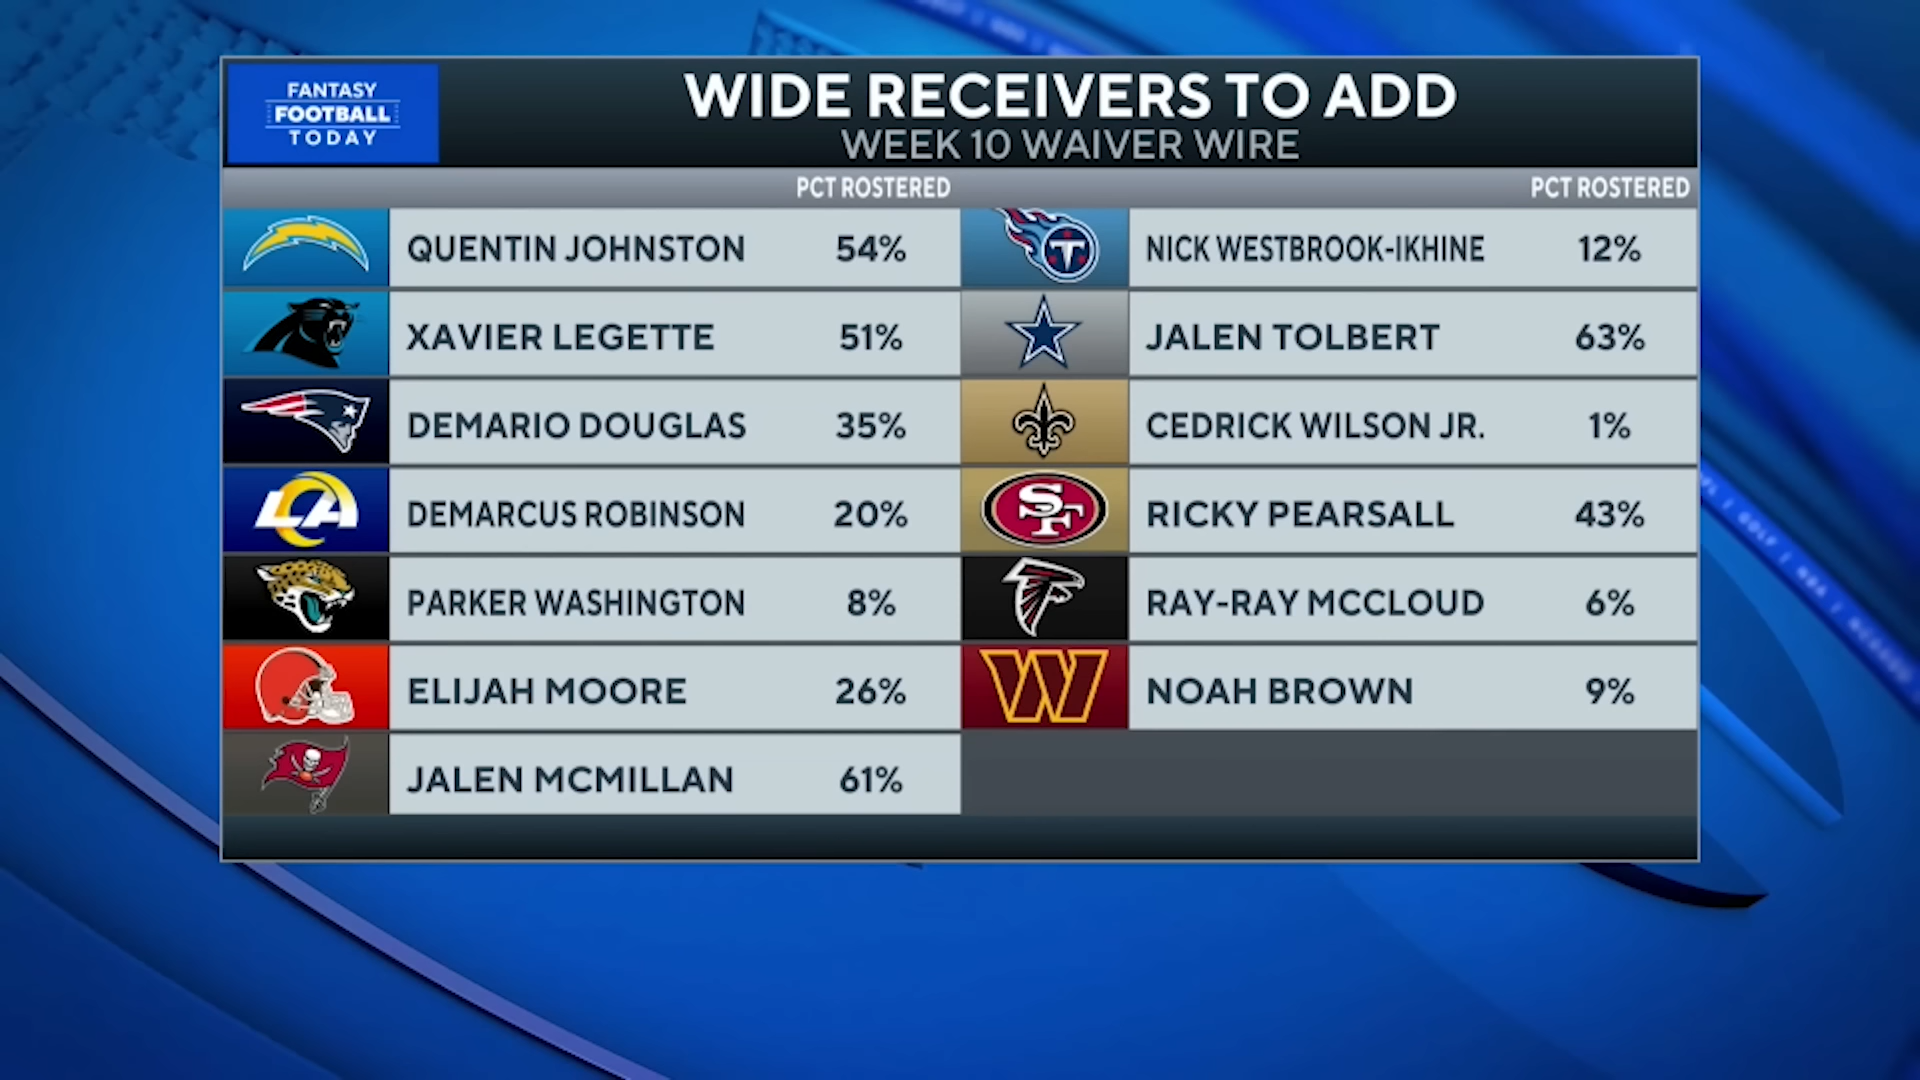 FANTASY
FOOTBALL
TODAY
WIDE RECEIVERS TO ADD
WEEK 10 WAIVER WIRE
PCT ROSTERED PCT ROSTERED
QUENTIN JOHNSTON 54% NICK WESTBROOK-IKHINE 12%
XAVIER LEGETTE 51% JALEN TOLBERT 63%
DEMARIO DOUGLAS 35% CEDRICK WILSON JR. 1%
LA DEMARCUS ROBINSON 20% SF RICKY PEARSALL 43%
PARKER WASHINGTON 8% RAY-RAY MCCLOUD 6%
ELIJAH MOORE 26% W NOAH BROWN 9%
JALEN MCMILLAN 61%